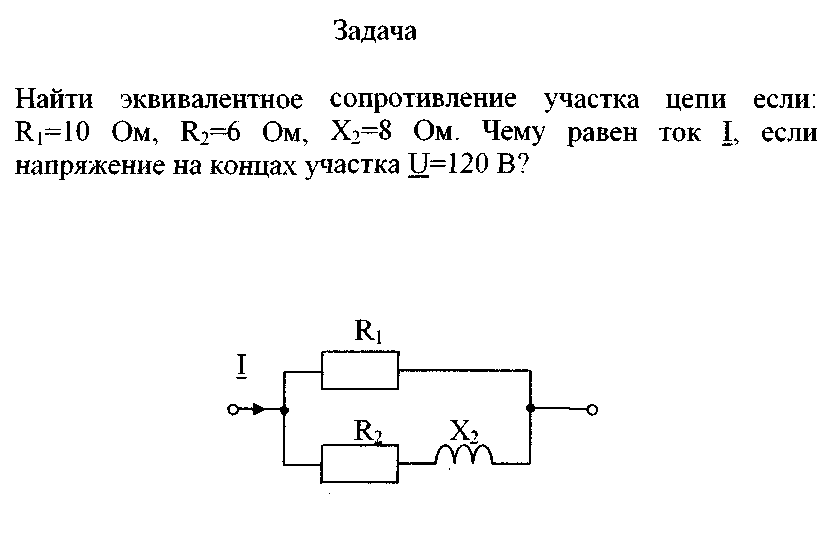 Задача
Найти эквивалентное сопротивление участка цепи если:
R₁=10 Ом, R₂=6 Ом, X₂=8 Ом. Чему равен ток I, если
напряжение на концах участка U=120 В?
R₁
I
R₂ X₂